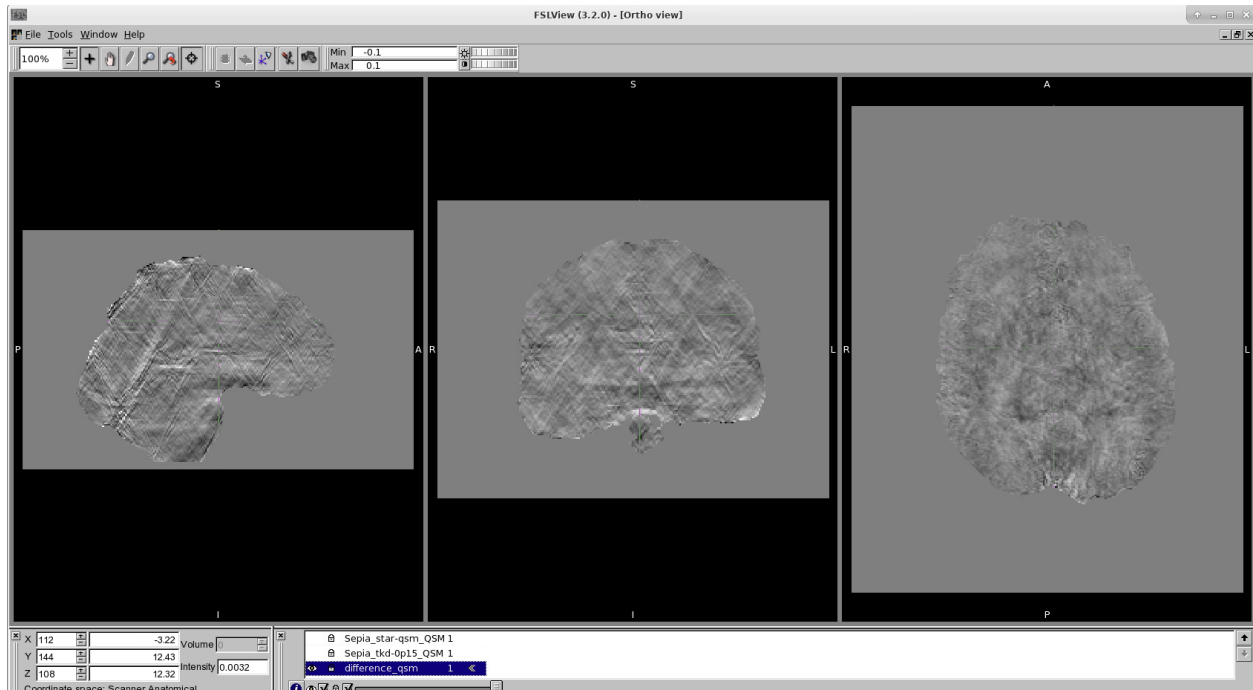 FSL
FSLView (3.2.0) - [Ortho view]
File Tools Window Help
100%
Min -0.1
Max 0.1
S
S
A
P
A
R
L
R
L
I
I
P
X 112 -3.22 Volume 0
Y 144 12.43
Intensity 0.0032
Z 108 12.32
Coordinate space: Scanner Anatomical
Sepia_star-qsm_QSM 1
Sepia_tkd-0p15_QSM 1
difference_qsm 1